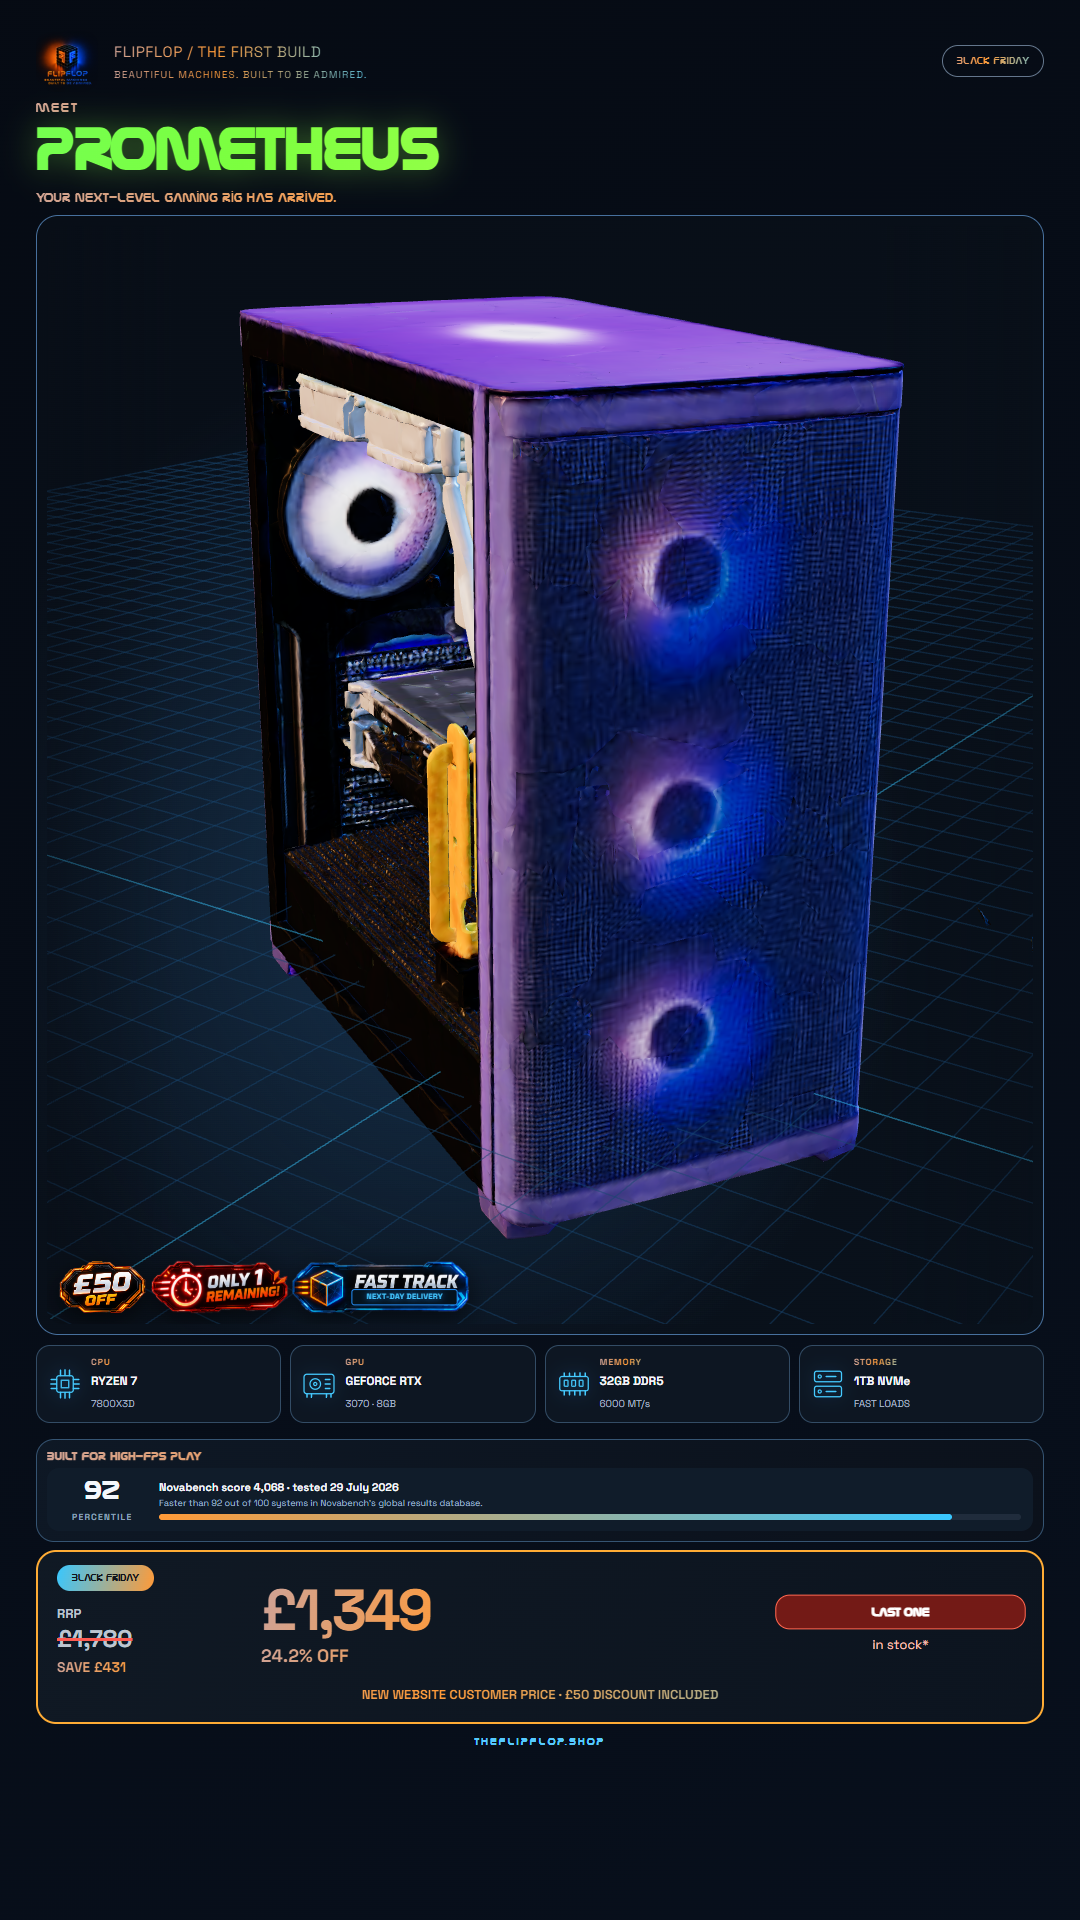 FLIPFLOP
FLIPFLOP / THE FIRST BUILD
BEAUTIFUL MACHINES. BUILT TO BE ADMIRED.
BLACK FRIDAY
MEET
PROMETHEUS
YOUR NEXT-LEVEL GAMING RIG HAS ARRIVED.
£50 OFF
ONLY 1 REMAINING!
FAST TRACK
NEXT-DAY DELIVERY
CPU
RYZEN 7
7800X3D
GPU
GEFORCE RTX
3070 · 8GB
MEMORY
32GB DDR5
6000 MT/s
STORAGE
1TB NVMe
FAST LOADS
BUILT FOR HIGH-FPS PLAY
92
PERCENTILE
Novabench score 4,068 · tested 29 July 2026
Faster than 92 out of 100 systems in Novabench's global results database.
BLACK FRIDAY
RRP
£1,780
SAVE £431
£1,349
24.2% OFF
LAST ONE
in stock*
NEW WEBSITE CUSTOMER PRICE · £50 DISCOUNT INCLUDED
THEFLIPFLOP.SHOP